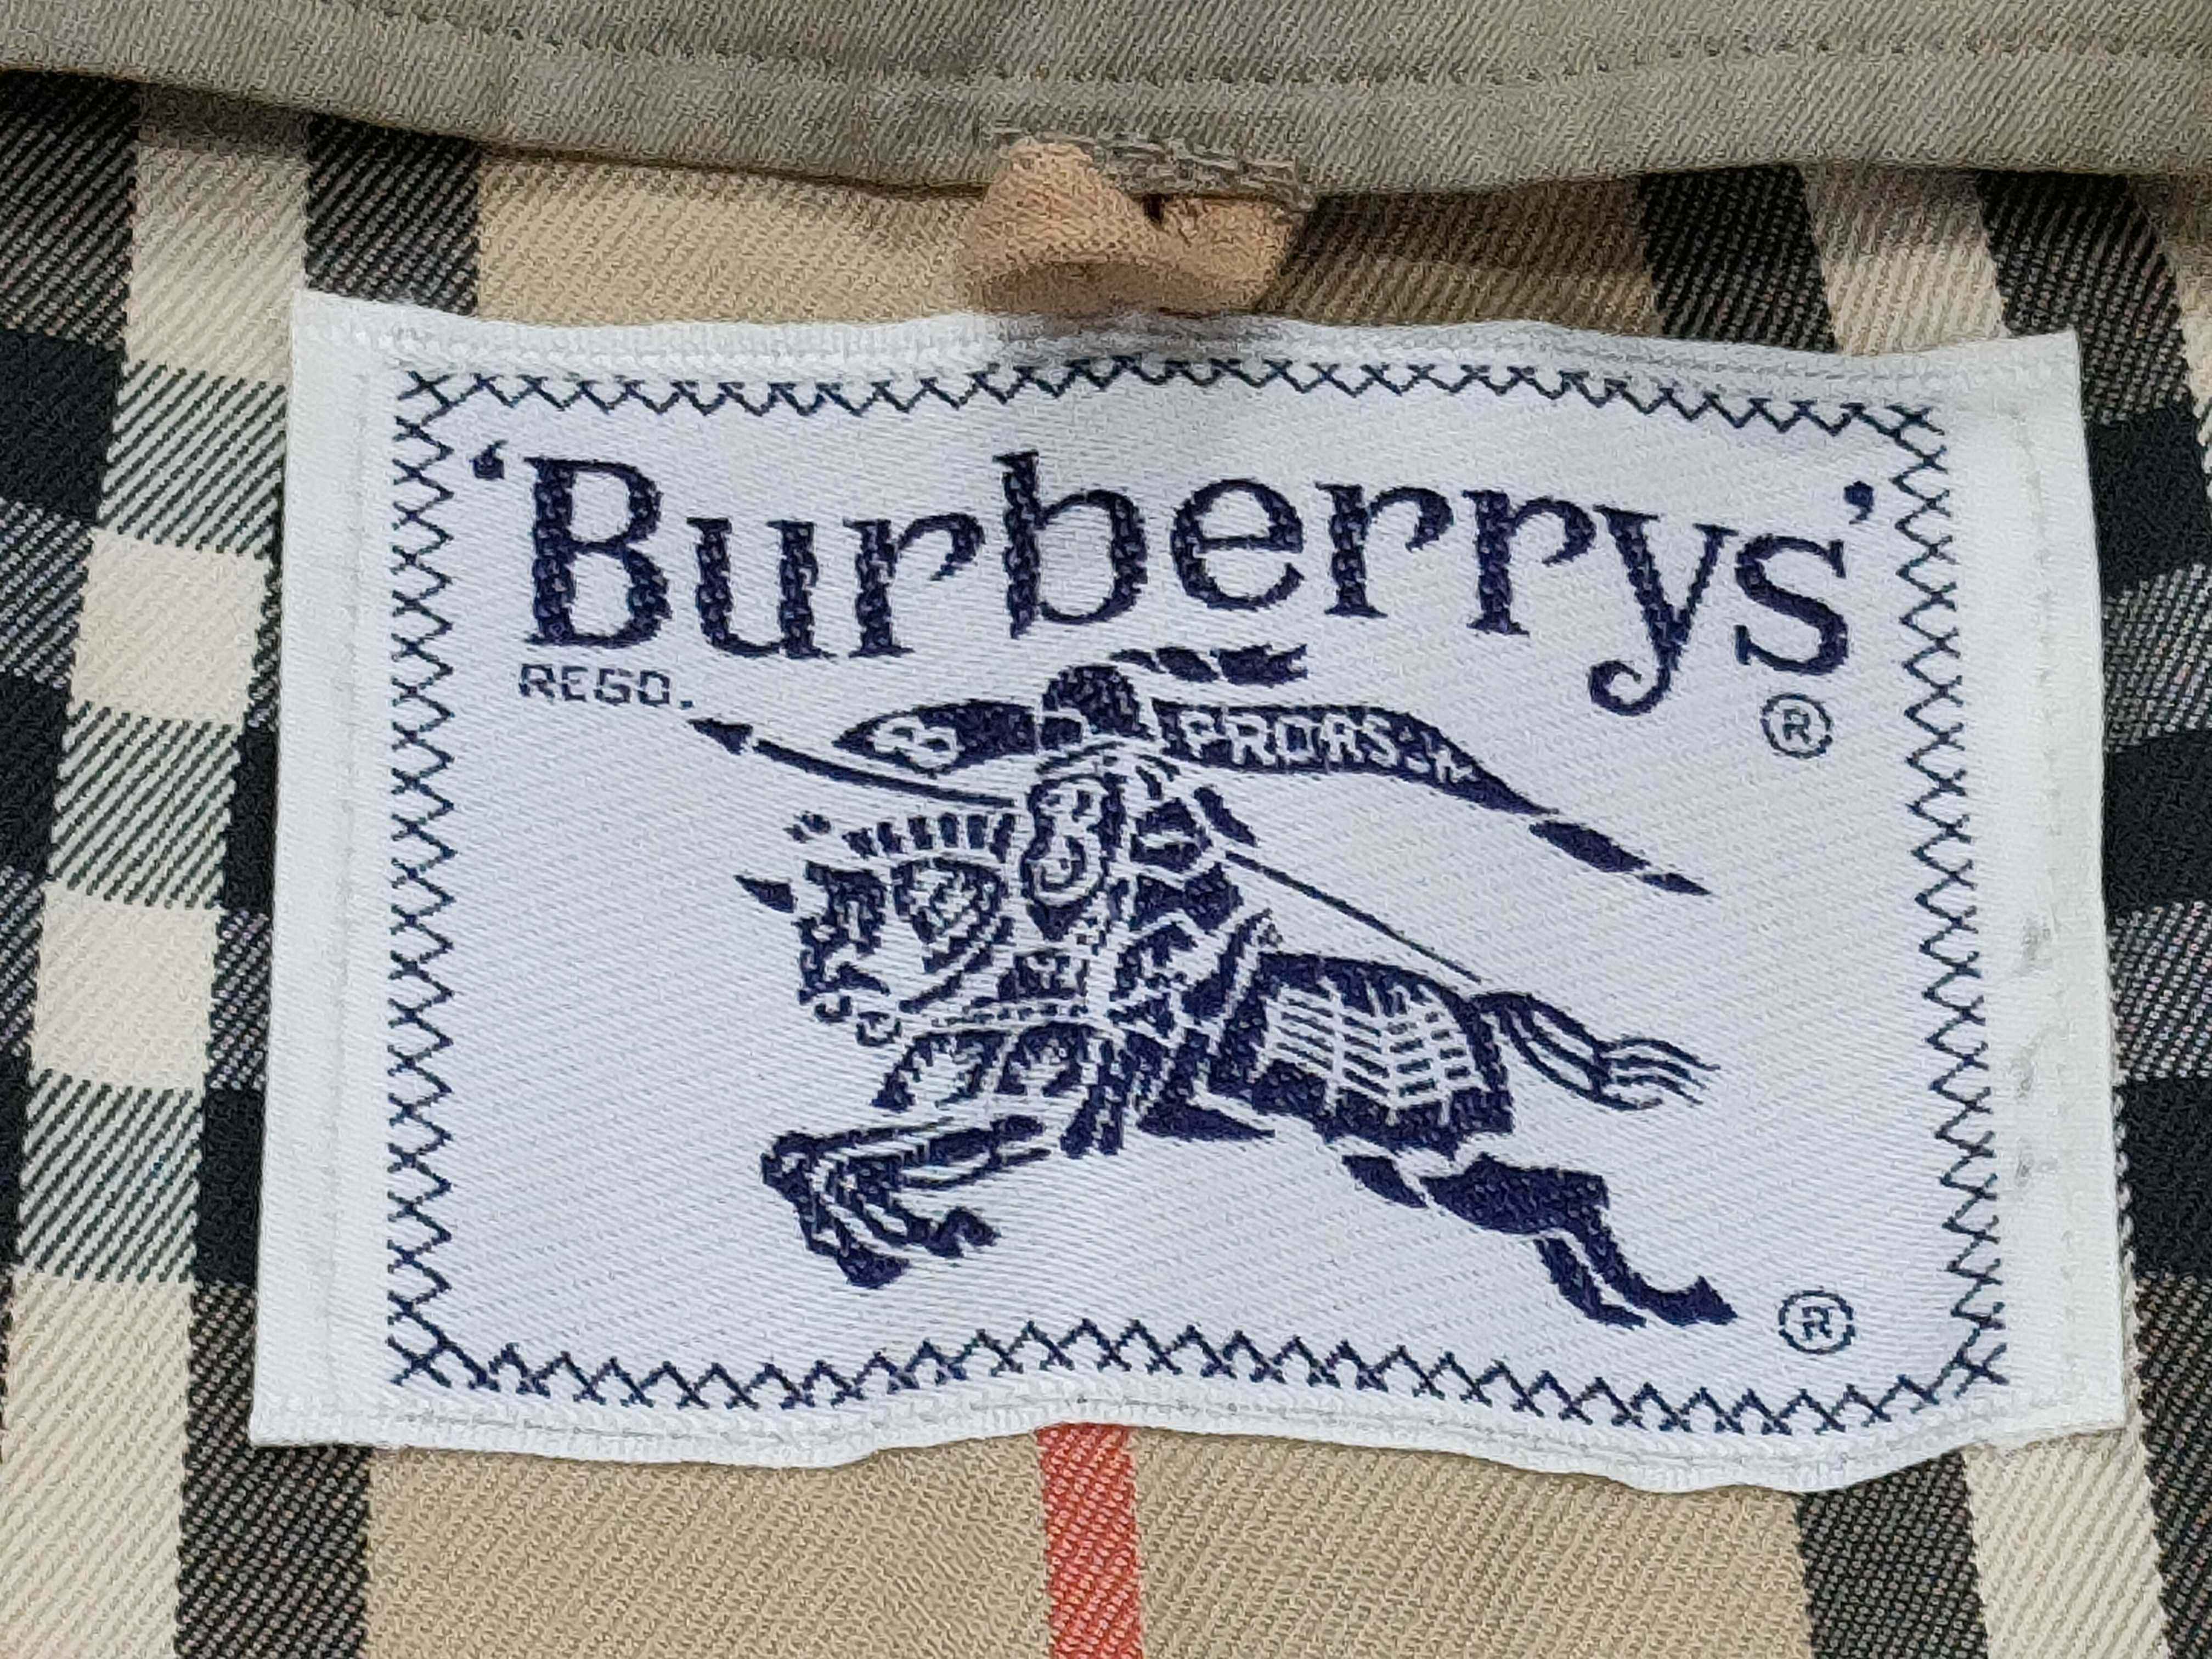 ‘Burberrys’
REGD.
®
B PRORSUM
®